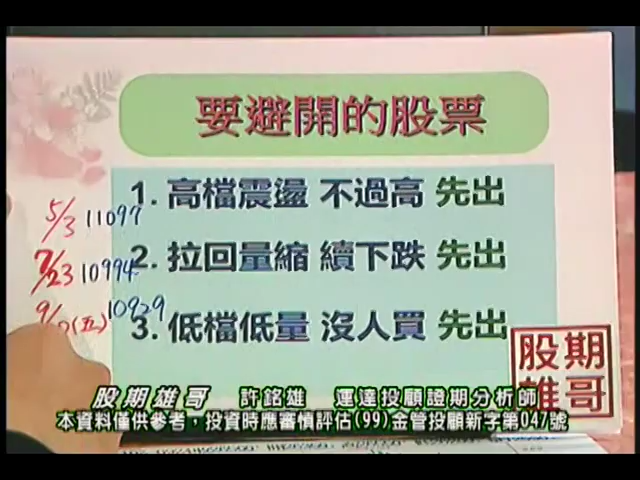 要避開的股票
1. 高檔震盪 不過高 先出
5/3 11097
2. 拉回量縮 續下跌 先出
7/23 10994
3. 低檔低量 沒人買 先出
9/ (五) 10929
股期
雄哥
股期雄哥 許銘雄 運達投顧證期分析師
本資料僅供參考，投資時應審慎評估(99)金管投顧新字第047號